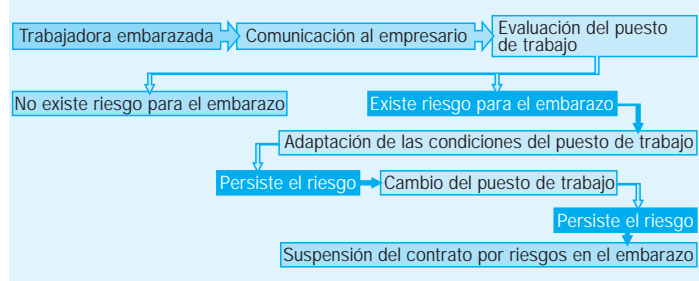 Trabajadora embarazada
Comunicación al empresario
Evaluación del puesto
de trabajo
No existe riesgo para el embarazo
Existe riesgo para el embarazo
Adaptación de las condiciones del puesto de trabajo
Persiste el riesgo
Cambio del puesto de trabajo
Persiste el riesgo
Suspensión del contrato por riesgos en el embarazo